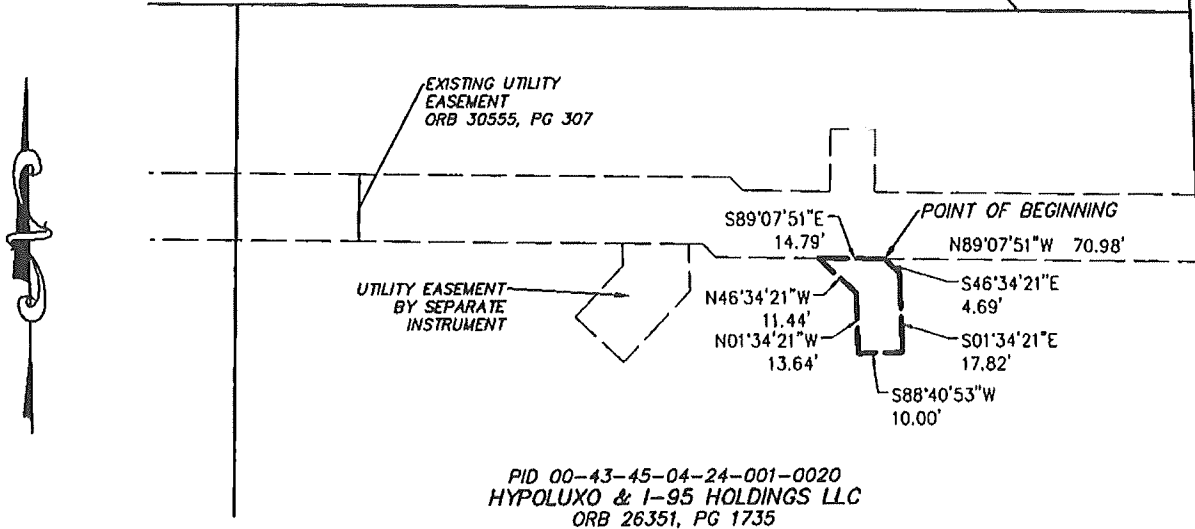 EXISTING UTILITY
EASEMENT
ORB 30555, PG 307
S89°07'51"E
14.79'
POINT OF BEGINNING
N89°07'51"W 70.98'
UTILITY EASEMENT
BY SEPARATE
INSTRUMENT
N46°34'21"W
11.44'
N01°34'21"W
13.64'
S46°34'21"E
4.69'
S01°34'21"E
17.82'
S88°40'53"W
10.00'
PID 00-43-45-04-24-001-0020
HYPOLUXO & I-95 HOLDINGS LLC
ORB 26351, PG 1735